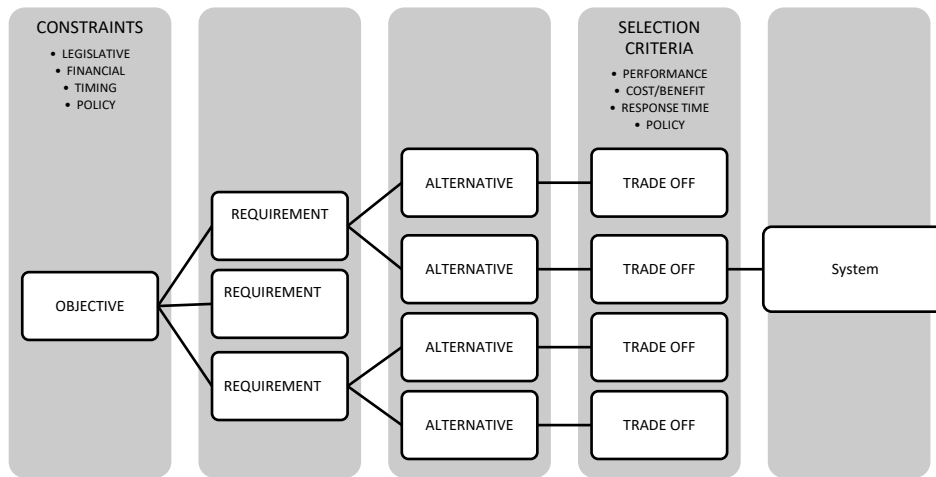 CONSTRAINTS
• LEGISLATIVE
• FINANCIAL
• TIMING
• POLICY
SELECTION
CRITERIA
• PERFORMANCE
• COST/BENEFIT
• RESPONSE TIME
• POLICY
OBJECTIVE
REQUIREMENT
REQUIREMENT
REQUIREMENT
ALTERNATIVE
ALTERNATIVE
ALTERNATIVE
ALTERNATIVE
TRADE OFF
TRADE OFF
TRADE OFF
TRADE OFF
System